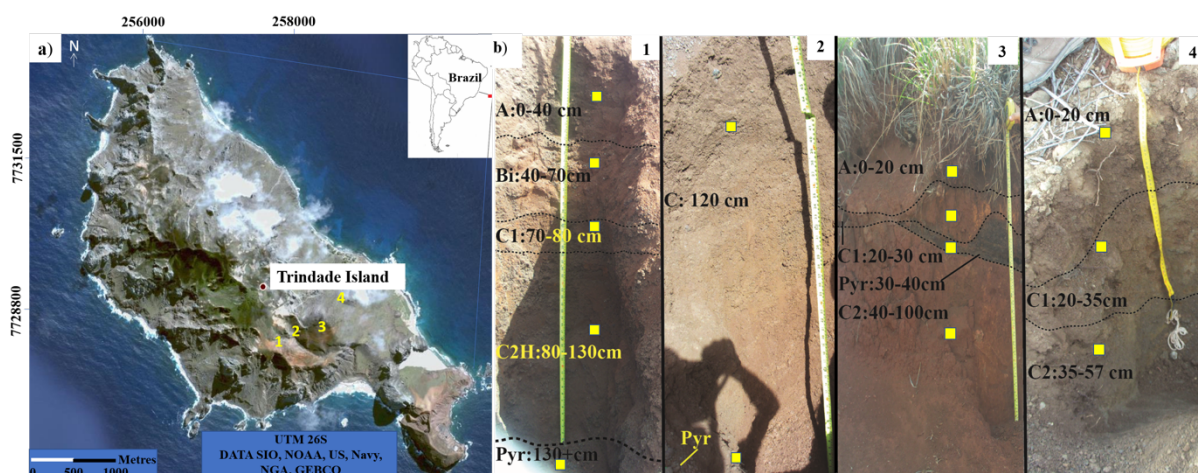 256000 258000
a)
N
Brazil
7731500
7728800
Trindade Island
4
3
2
1
0 500 1000 Metres
UTM 26S
DATA SIO, NOAA, US, Navy,
NGA, GEBCO
b)
1
A:0-40 cm
Bi:40-70cm
C1:70-80 cm
C2H:80-130cm
Pyr:130+cm
2
C: 120 cm
Pyr
3
A:0-20 cm
C1:20-30 cm
Pyr:30-40cm
C2:40-100cm
4
A:0-20 cm
C1:20-35cm
C2:35-57 cm